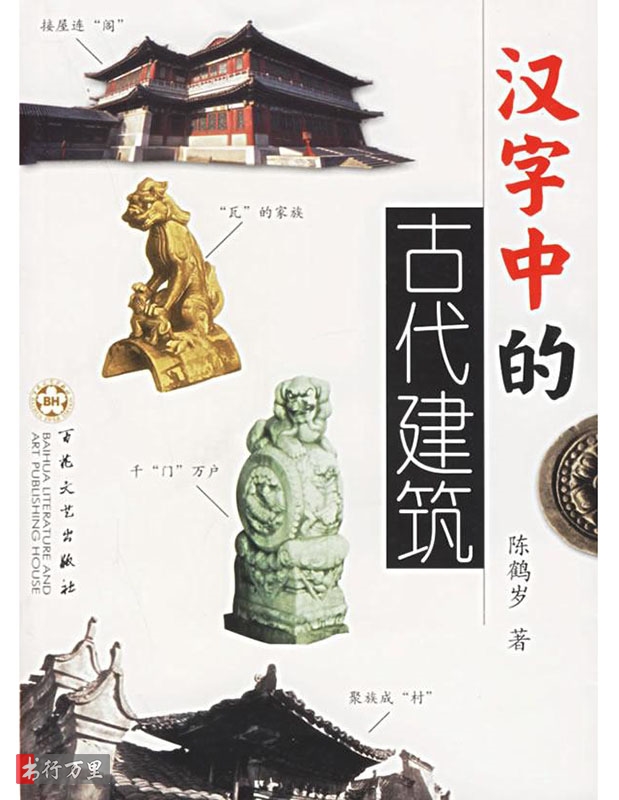 接屋连“阁”
汉字中的
“瓦”的家族
古代建筑
BH
百花文艺出版社
BAIHUA LITERATURE AND
ART PUBLISHING HOUSE
千“门”万户
陈鹤岁 著
聚族成“村”
书行万里